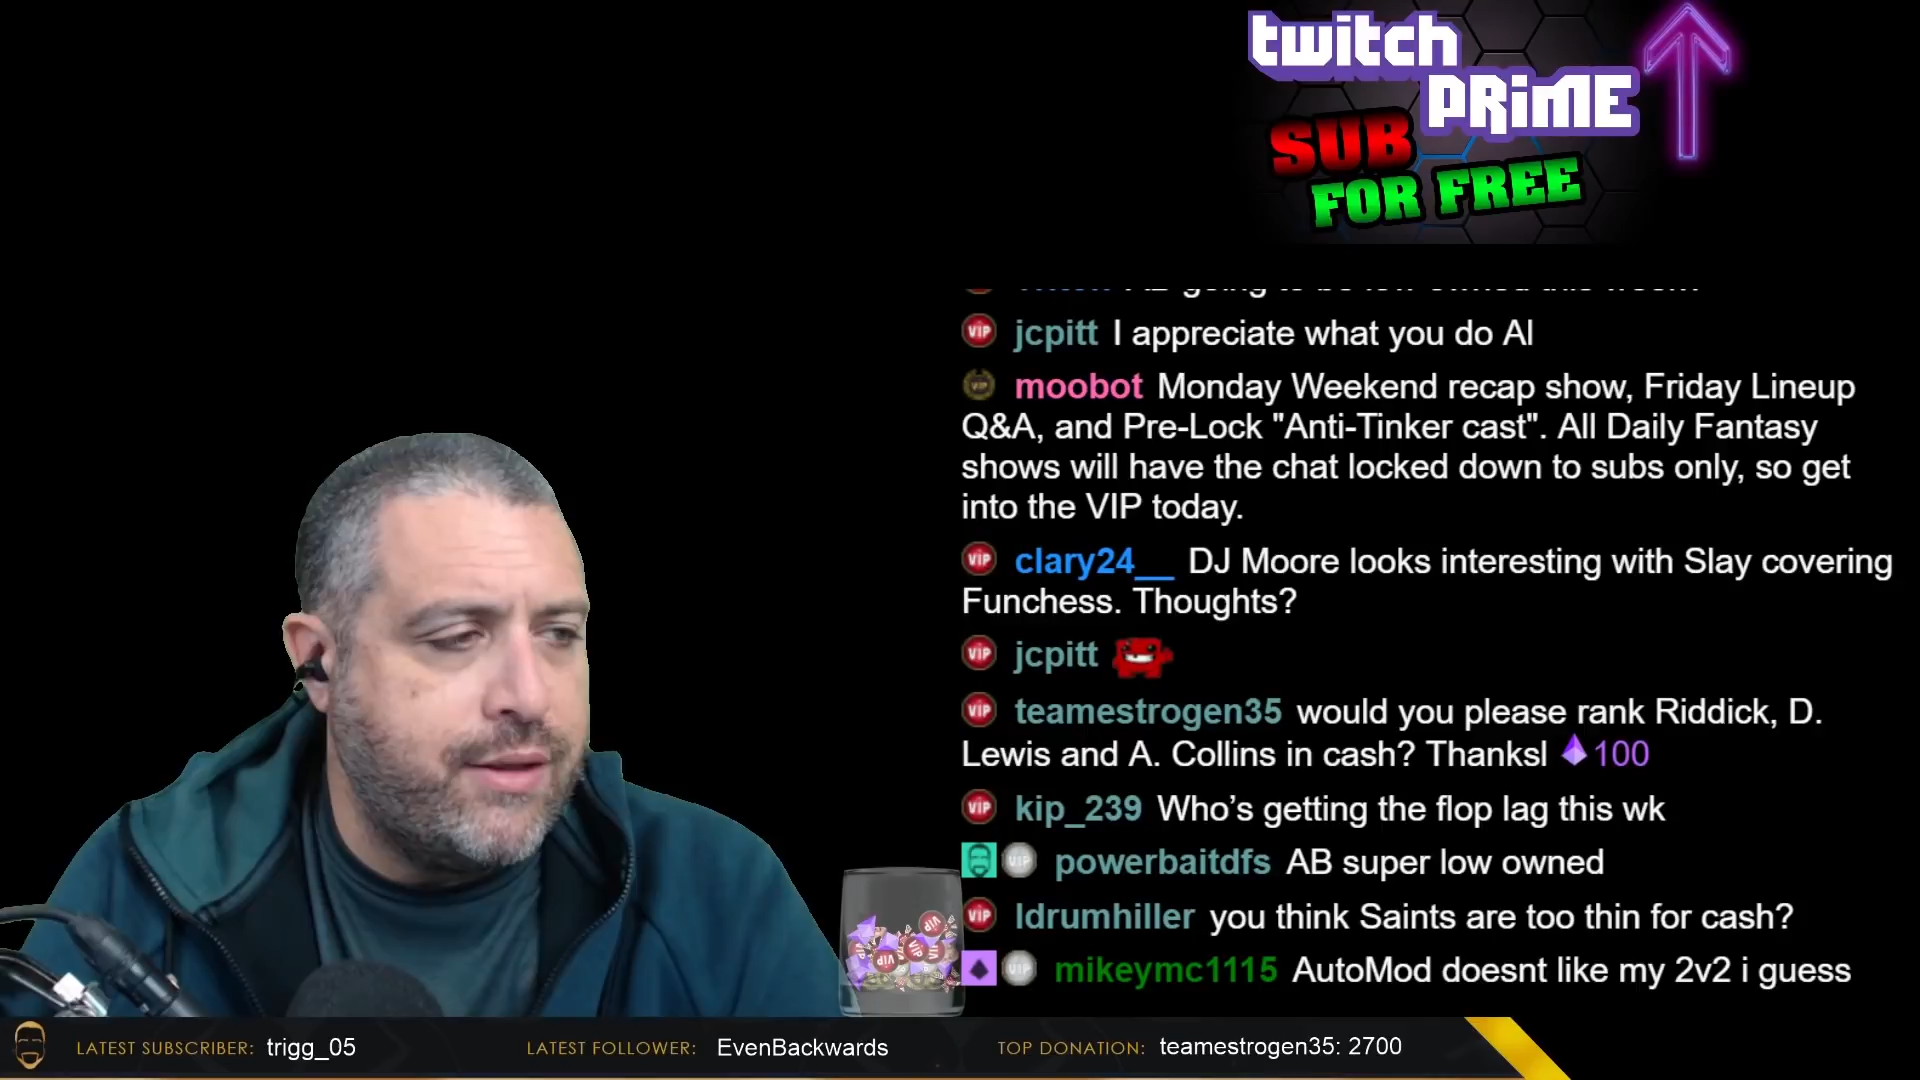 twitch
PRiME
SUB
FOR FREE
jcpitt I appreciate what you do Al
moobot Monday Weekend recap show, Friday Lineup
Q&A, and Pre-Lock "Anti-Tinker cast". All Daily Fantasy
shows will have the chat locked down to subs only, so get
into the VIP today.
clary24__ DJ Moore looks interesting with Slay covering
Funchess. Thoughts?
jcpitt
teamestrogen35 would you please rank Riddick, D.
Lewis and A. Collins in cash? Thanksl 100
kip_239 Who’s getting the flop lag this wk
powerbaitdfs AB super low owned
ldrumhiller you think Saints are too thin for cash?
mikeymc1115 AutoMod doesnt like my 2v2 i guess
LATEST SUBSCRIBER: trigg_05 LATEST FOLLOWER: EvenBackwards TOP DONATION: teamestrogen35: 2700